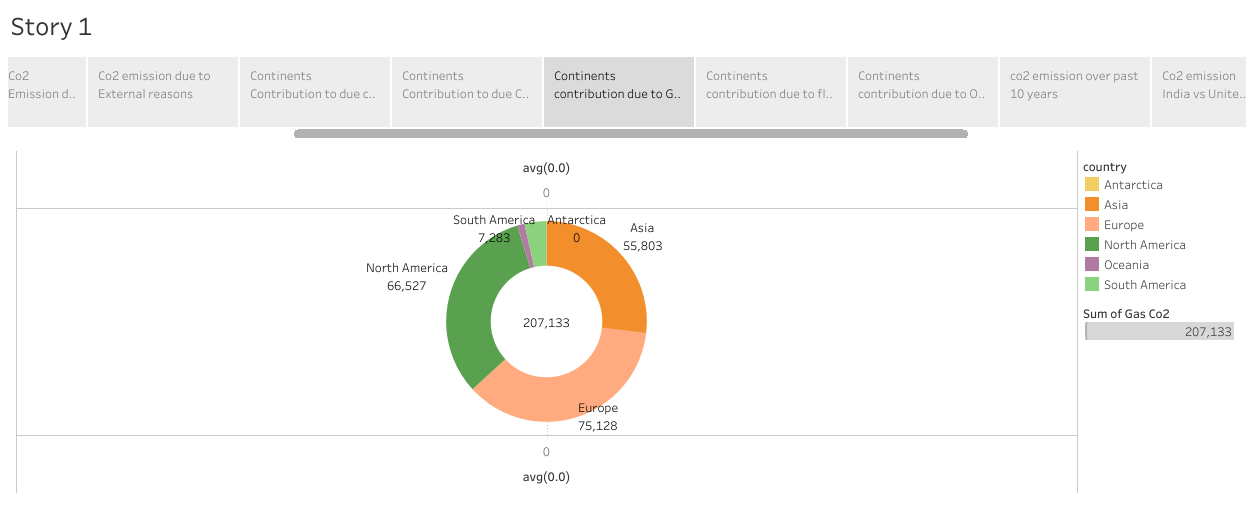 Story 1
Co2
Emission d..
Co2 emission due to
External reasons
Continents
Contribution to due c..
Continents
Contribution to due C..
Continents
contribution due to G..
Continents
contribution due to fl..
Continents
contribution due to O..
co2 emission over past
10 years
Co2 emission
India vs Unite..
avg(0.0)
0
South America
7,283
Antarctica
0
Asia
55,803
North America
66,527
207,133
Europe
75,128
0
avg(0.0)
country
Antarctica
Asia
Europe
North America
Oceania
South America
Sum of Gas Co2
207,133